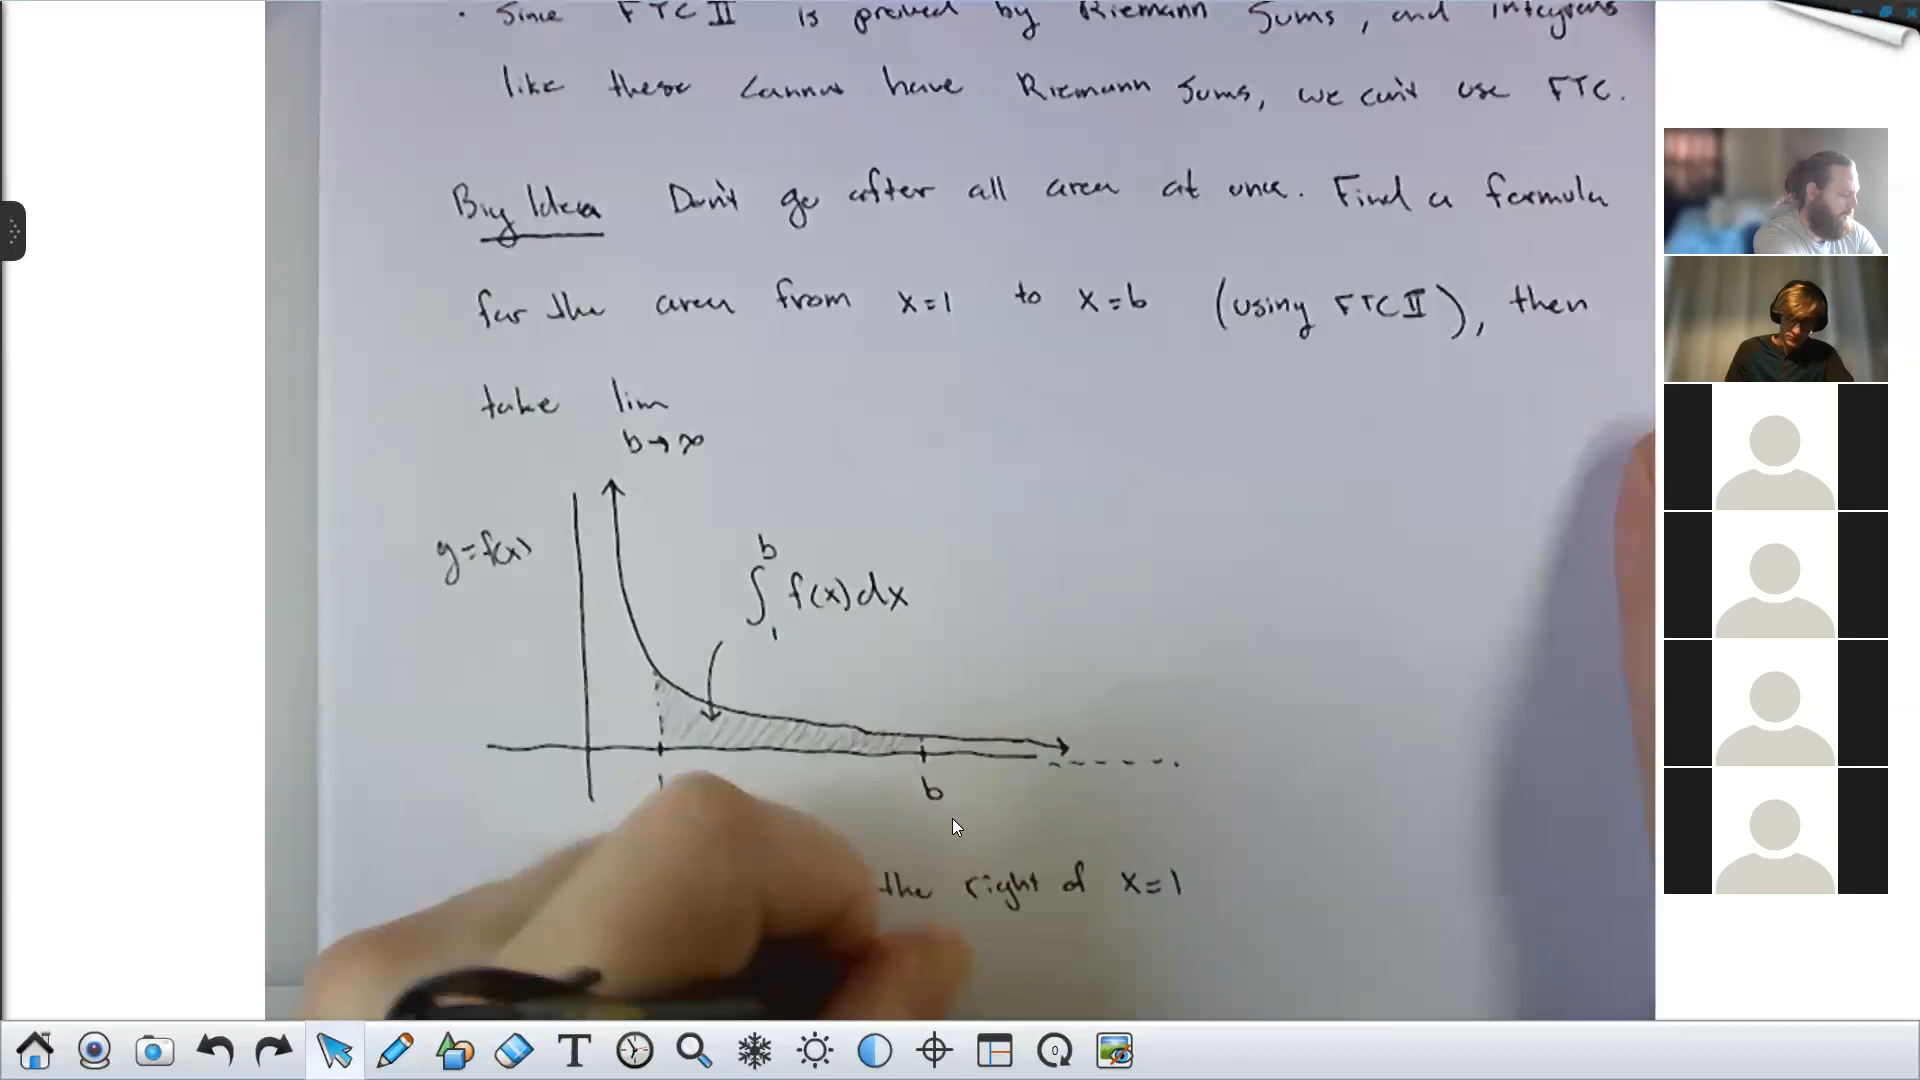 . Since FTC II is proved by Riemann Sums, and integrals
like these cannot have Riemann Sums, we can't use FTC.
Big Idea Don't go after all area at once. Find a formula
for the area from x=1 to x=b (using FTC II), then
take lim
b→∞
y=f(x)
b
∫ f(x)dx
1
b
the right of x=1
T
0